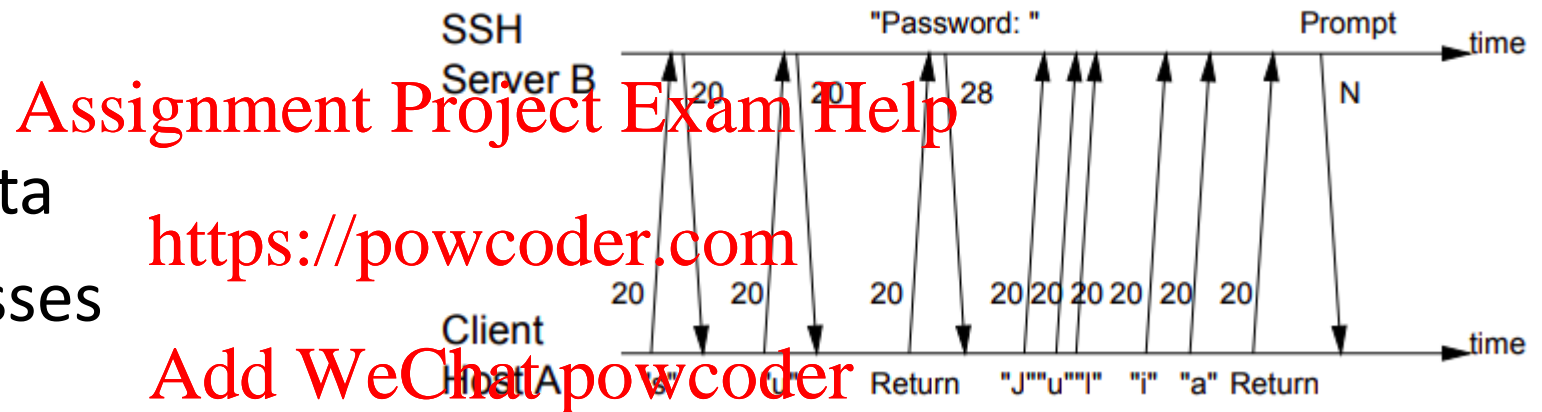 SSH "Password: " Prompt
time
Server B 20 20 28 N
Assignment Project Exam Help
ta
https://powcoder.com
sses
20 20 20 20 20 20 20 20 20
Client
time
Add WeChat powcoder
Host A "s" "u" Return "J" "u" "l" "i" "a" Return